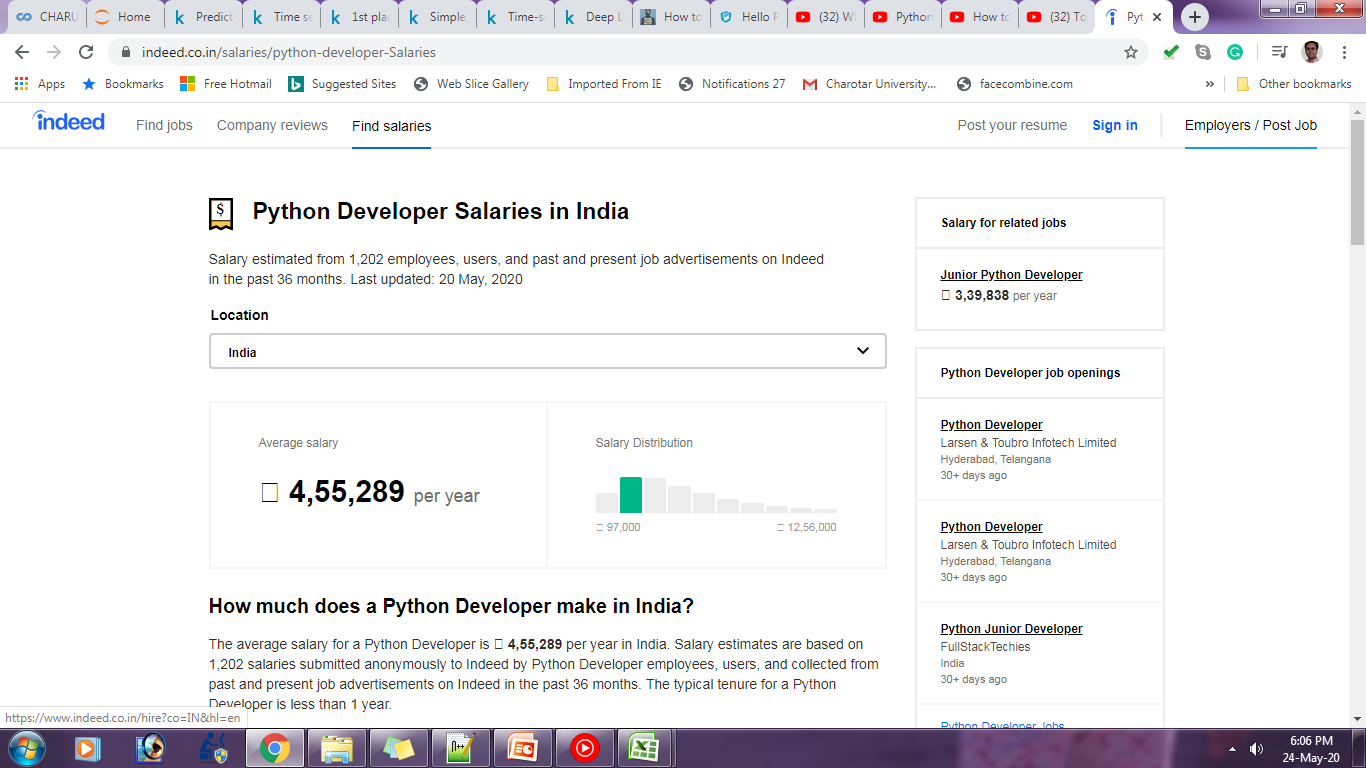 CHARU
Home
Predict
Time se
1st pla
Simple
Time-s
Deep L
How to
Hello P
(32) W
Python
How to
(32) To
Pyt
indeed.co.in/salaries/python-developer-Salaries
Apps
Bookmarks
Free Hotmail
Suggested Sites
Web Slice Gallery
Imported From IE
Notifications 27
Charotar University...
facecombine.com
»
Other bookmarks
indeed
Find jobs
Company reviews
Find salaries
Post your resume
Sign in
Employers / Post Job
Python Developer Salaries in India
Salary estimated from 1,202 employees, users, and past and present job advertisements on Indeed
in the past 36 months. Last updated: 20 May, 2020
Location
India
Average salary
4,55,289 per year
Salary Distribution
97,000
12,56,000
How much does a Python Developer make in India?
The average salary for a Python Developer is 4,55,289 per year in India. Salary estimates are based on
1,202 salaries submitted anonymously to Indeed by Python Developer employees, users, and collected from
past and present job advertisements on Indeed in the past 36 months. The typical tenure for a Python
Developer is less than 1 year.
Salary for related jobs
Junior Python Developer
3,39,838 per year
Python Developer job openings
Python Developer
Larsen & Toubro Infotech Limited
Hyderabad, Telangana
30+ days ago
Python Developer
Larsen & Toubro Infotech Limited
Hyderabad, Telangana
30+ days ago
Python Junior Developer
FullStackTechies
India
30+ days ago
Python Developer Jobs
https://www.indeed.co.in/hire?co=IN&hl=en
6:06 PM
24-May-20